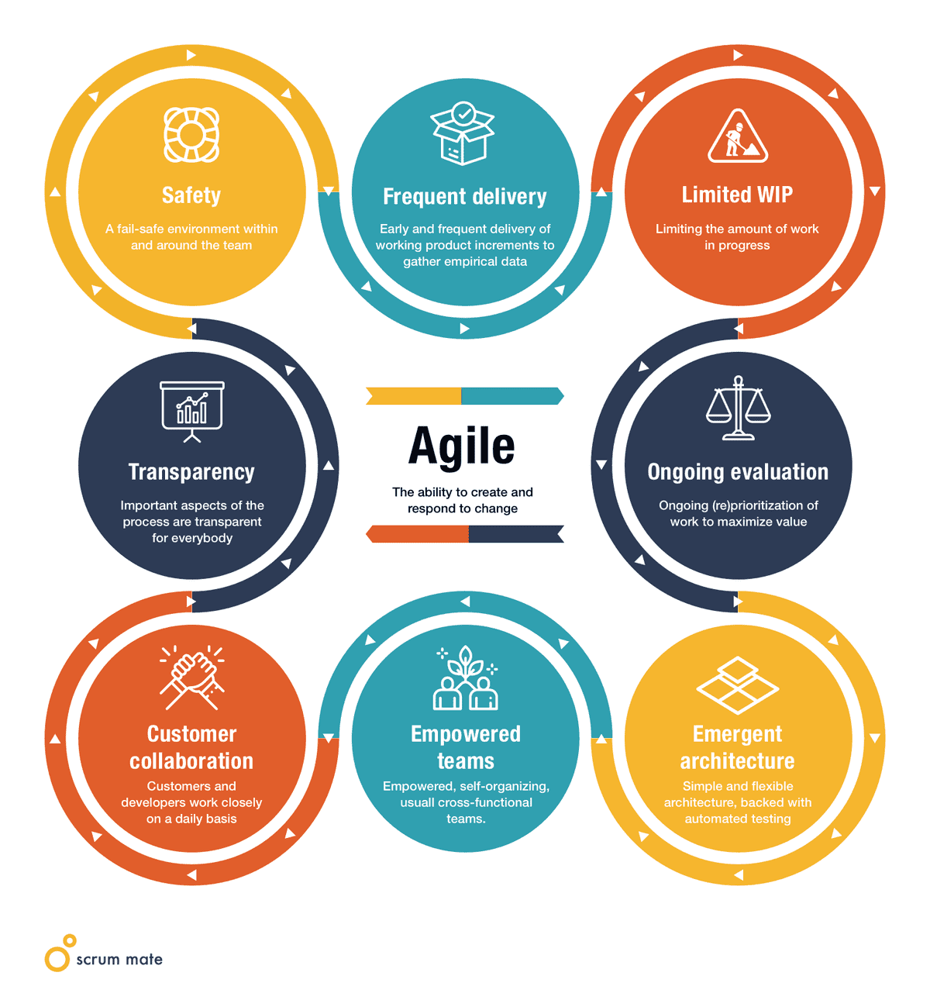 Safety
A fail-safe environment within
and around the team
Frequent delivery
Early and frequent delivery of
working product increments to
gather empirical data
Limited WIP
Limiting the amount of work
in progress
Transparency
Important aspects of the
process are transparent
for everybody
Agile
The ability to create and
respond to change
Ongoing evaluation
Ongoing (re)prioritization of
work to maximize value
Customer
collaboration
Customers and
developers work closely
on a daily basis
Empowered
teams
Empowered, self-organizing,
usuall cross-functional
teams.
Emergent
architecture
Simple and flexible
architecture, backed with
automated testing
scrum mate